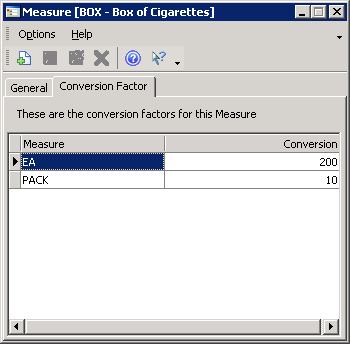 Measure [BOX - Box of Cigarettes]
Options Help
General Conversion Factor
These are the conversion factors for this Measure
Measure Conversion
EA 200
PACK 10